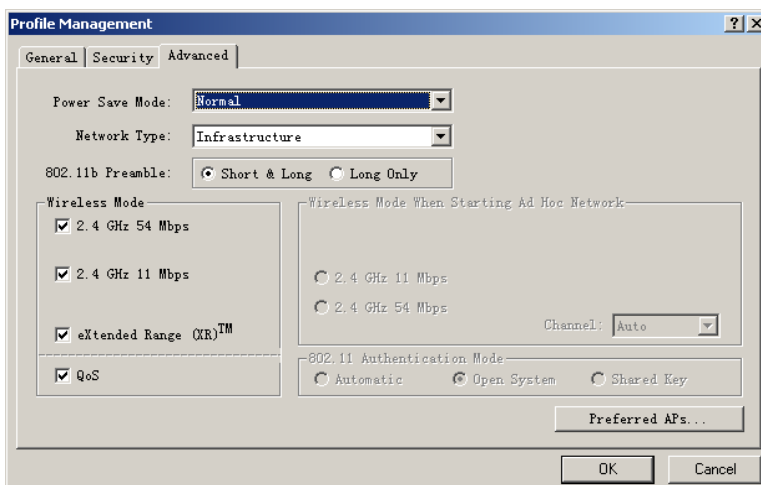 Profile Management
General Security Advanced
Power Save Mode: Normal
Network Type: Infrastructure
802.11b Preamble: Short & Long Long Only
Wireless Mode
2.4 GHz 54 Mbps
2.4 GHz 11 Mbps
eXtended Range (XR)TM
QoS
Wireless Mode When Starting Ad Hoc Network
2.4 GHz 11 Mbps
2.4 GHz 54 Mbps
Channel: Auto
802.11 Authentication Mode
Automatic Open System Shared Key
Preferred APs...
OK Cancel